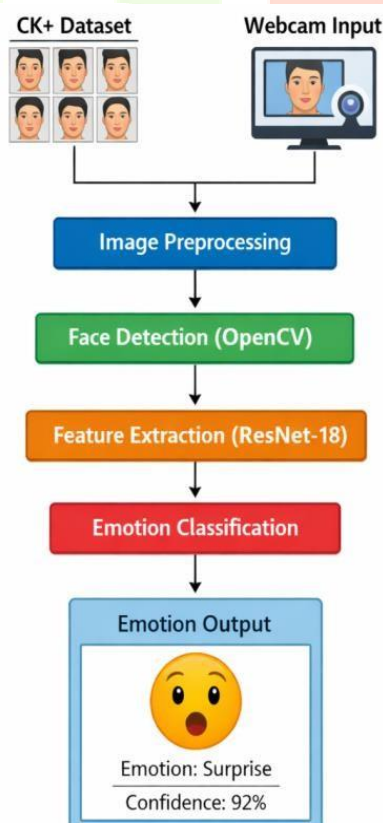 CK+ Dataset
Webcam Input
Image Preprocessing
Face Detection (OpenCV)
Feature Extraction (ResNet-18)
Emotion Classification
Emotion Output
Emotion: Surprise
Confidence: 92%